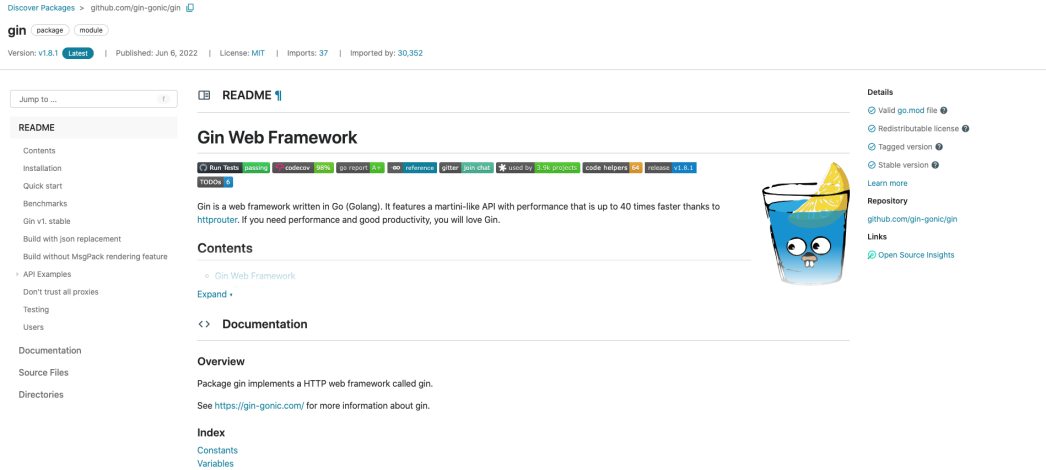 Discover Packages > github.com/gin-gonic/gin
gin package module
Version: v1.8.1 Latest | Published: Jun 6, 2022 | License: MIT | Imports: 37 | Imported by: 30,352
Jump to ... f
README
Contents
Installation
Quick start
Benchmarks
Gin v1. stable
Build with json replacement
Build without MsgPack rendering feature
API Examples
Don't trust all proxies
Testing
Users
Documentation
Source Files
Directories
README ¶
Gin Web Framework
Run Tests passing codecov 98% go report A+ GO reference gitter join chat used by 3.9k projects code helpers 64 release v1.8.1
TODOs 6
Gin is a web framework written in Go (Golang). It features a martini-like API with performance that is up to 40 times faster thanks to
httprouter. If you need performance and good productivity, you will love Gin.
Contents
Gin Web Framework
Expand ▾
<> Documentation
Overview
Package gin implements a HTTP web framework called gin.
See https://gin-gonic.com/ for more information about gin.
Index
Constants
Variables
Details
Valid go.mod file ?
Redistributable license ?
Tagged version ?
Stable version ?
Learn more
Repository
github.com/gin-gonic/gin
Links
Open Source Insights